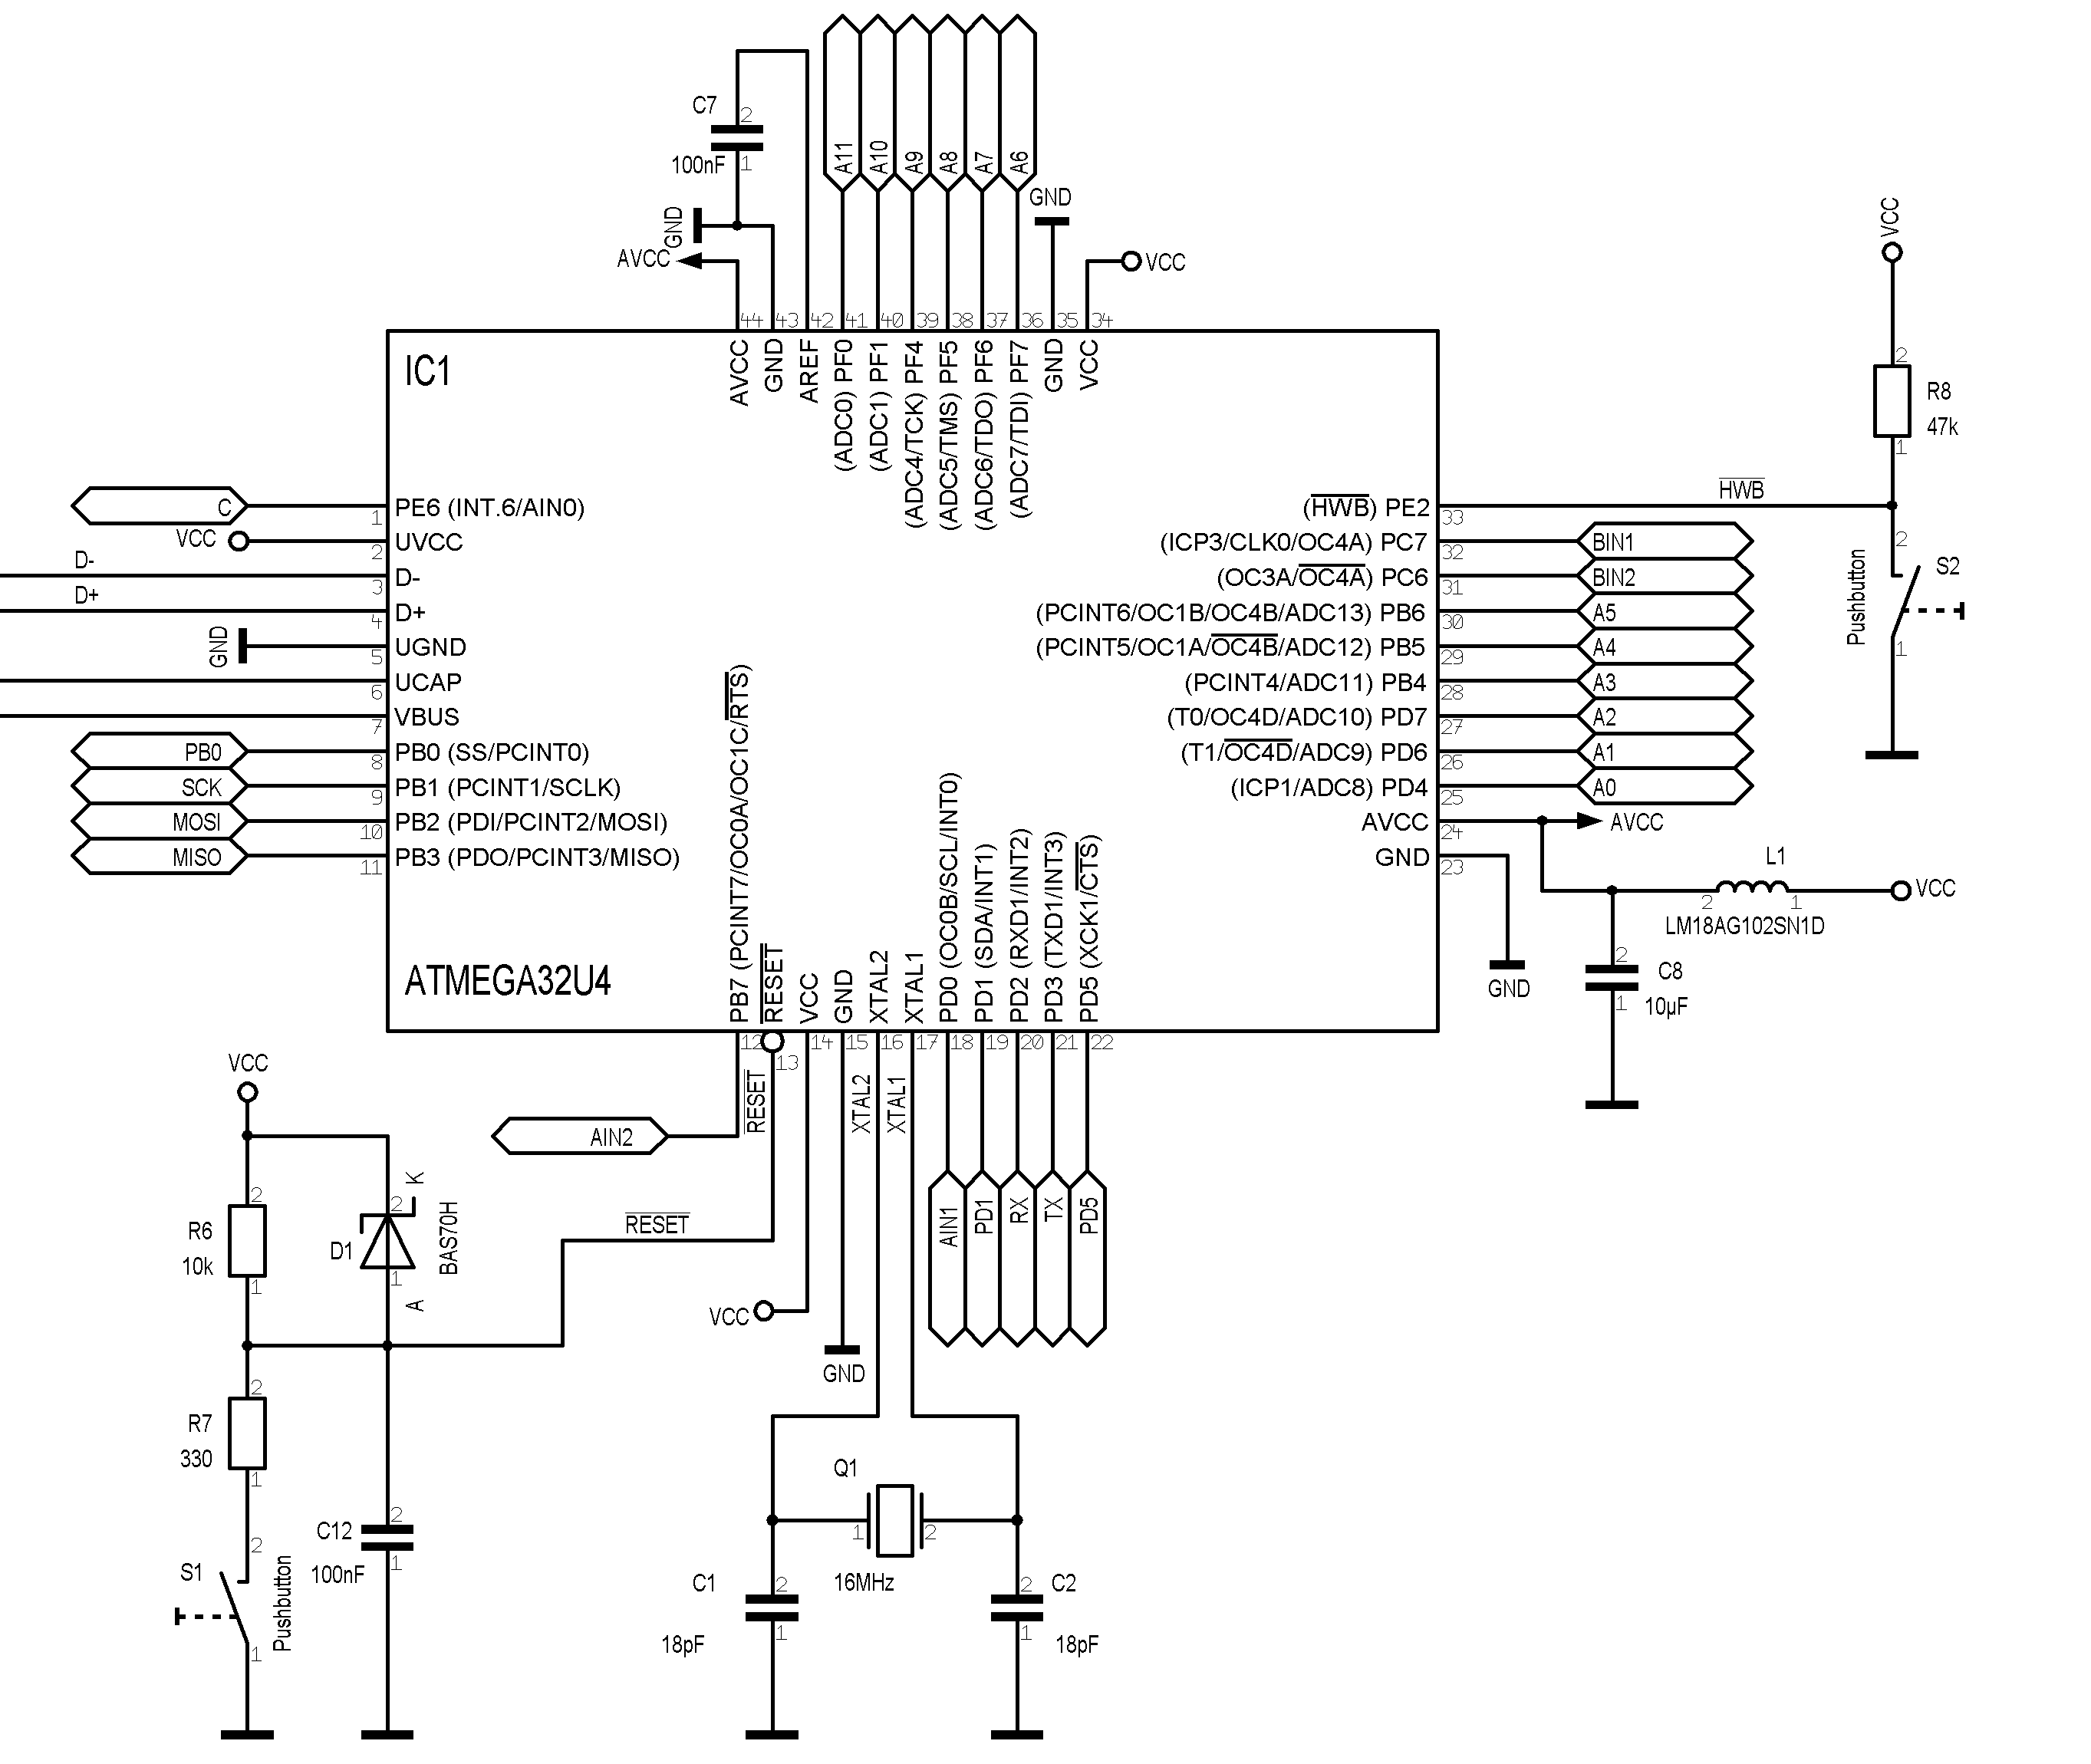 C7
2
100nF
1
A11
A10
A9
A8
A7
A6
GND
GND
AVCC
VCC
VCC
44
43
42
41
40
39
38
37
36
35
34
IC1
AVCC
GND
AREF
(ADC0) PF0
(ADC1) PF1
(ADC4/TCK) PF4
(ADC5/TMS) PF5
(ADC6/TDO) PF6
(ADC7/TDI) PF7
GND
VCC
2
R8
47k
1
C
1
PE6 (INT.6/AIN0)
VCC
2
UVCC
D-
3
D-
D+
4
D+
GND
5
UGND
6
UCAP
7
VBUS
PB0
8
PB0 (SS/PCINT0)
SCK
9
PB1 (PCINT1/SCLK)
MOSI
10
PB2 (PDI/PCINT2/MOSI)
MISO
11
PB3 (PDO/PCINT3/MISO)
(HWB) PE2
33
HWB
(ICP3/CLK0/OC4A) PC7
32
BIN1
(OC3A/OC4A) PC6
31
BIN2
(PCINT6/OC1B/OC4B/ADC13) PB6
30
A5
(PCINT5/OC1A/OC4B/ADC12) PB5
29
A4
(PCINT4/ADC11) PB4
28
A3
(T0/OC4D/ADC10) PD7
27
A2
(T1/OC4D/ADC9) PD6
26
A1
(ICP1/ADC8) PD4
25
A0
AVCC
24
AVCC
GND
23
GND
2
S2
Pushbutton
1
L1
2
1
VCC
LM18AG102SN1D
2
C8
10µF
1
ATMEGA32U4
PB7 (PCINT7/OC0A/OC1C/RTS)
RESET
VCC
GND
XTAL2
XTAL1
PD0 (OC0B/SCL/INT0)
PD1 (SDA/INT1)
PD2 (RXD1/INT2)
PD3 (TXD1/INT3)
PD5 (XCK1/CTS)
12
13
14
15
16
17
18
19
20
21
22
RESET
XTAL2
XTAL1
AIN2
AIN1
PD1
RX
TX
PD5
VCC
2
R6
10k
1
K
2
D1
BAS70H
1
A
RESET
VCC
GND
2
R7
330
1
2
S1
Pushbutton
1
2
C12
100nF
1
Q1
1
2
16MHz
2
C1
1
18pF
2
C2
1
18pF